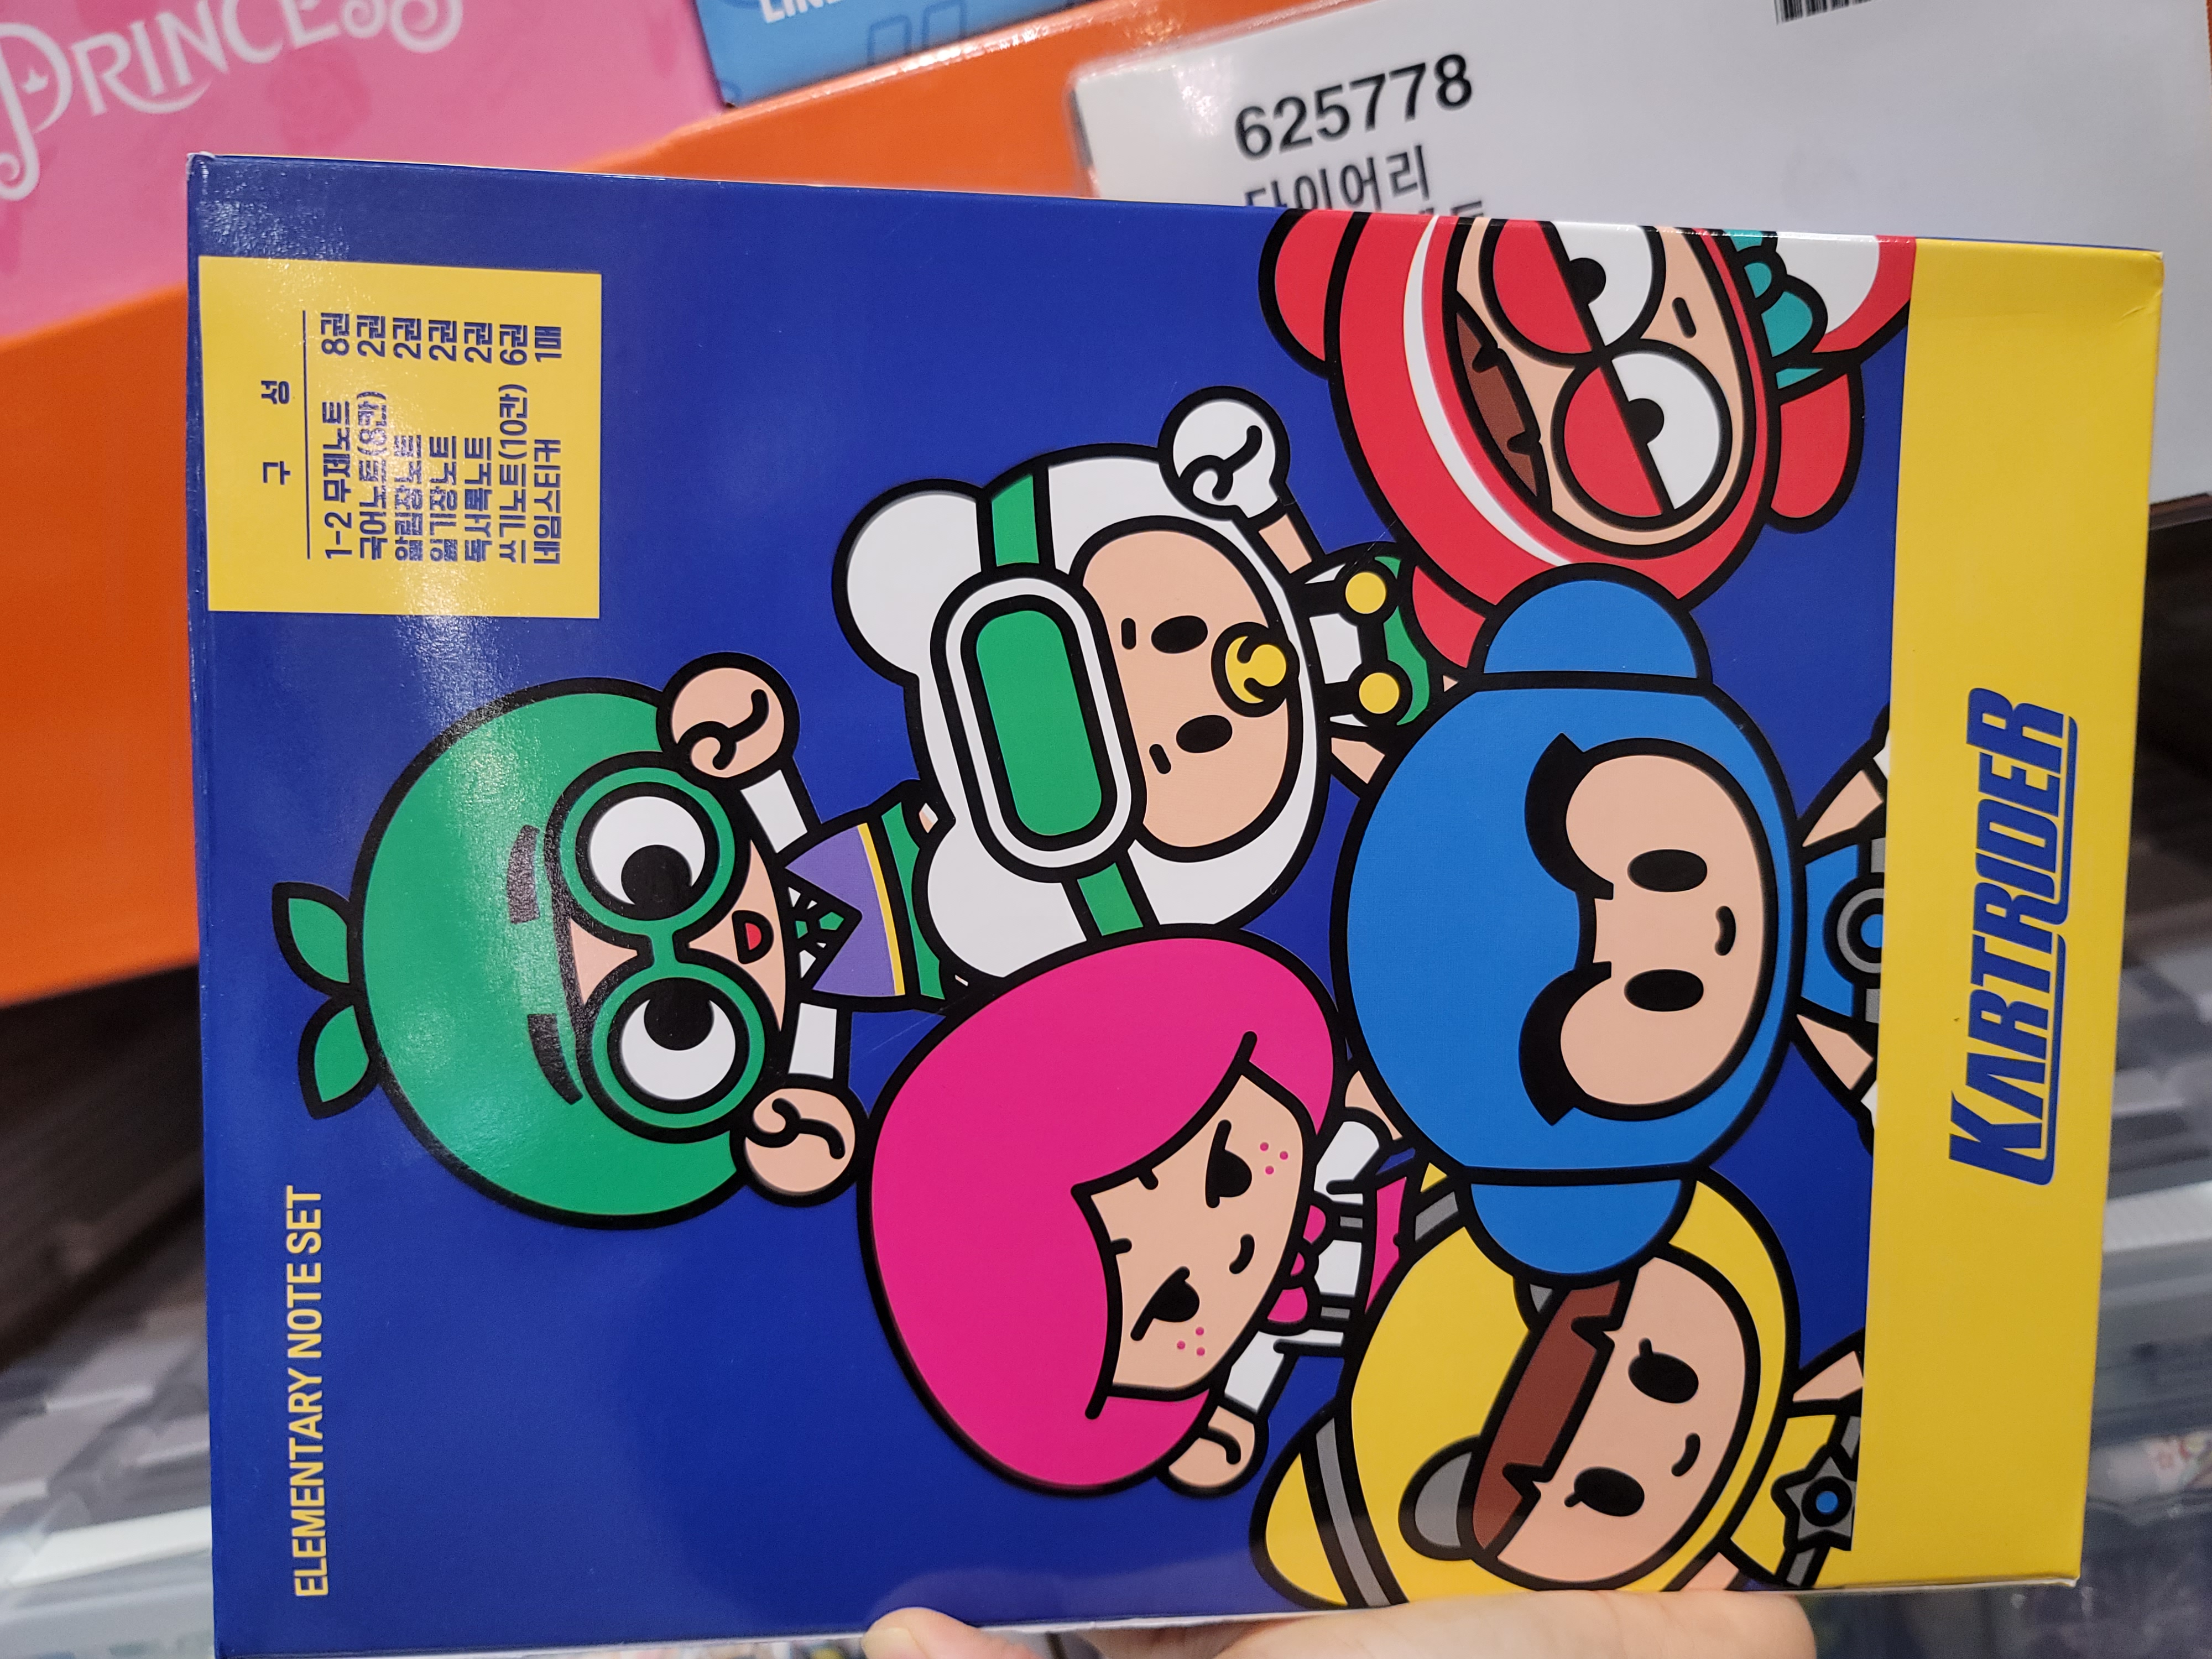 PRINCESS
625778
다이어리
ELEMENTARY NOTE SET
구 성
1-2 무제노트 8권
국어노트(8칸) 2권
알림장노트 2권
일기장노트 2권
독서록노트 2권
쓰기노트(10칸) 6권
네임스티커 1매
KARTRIDER